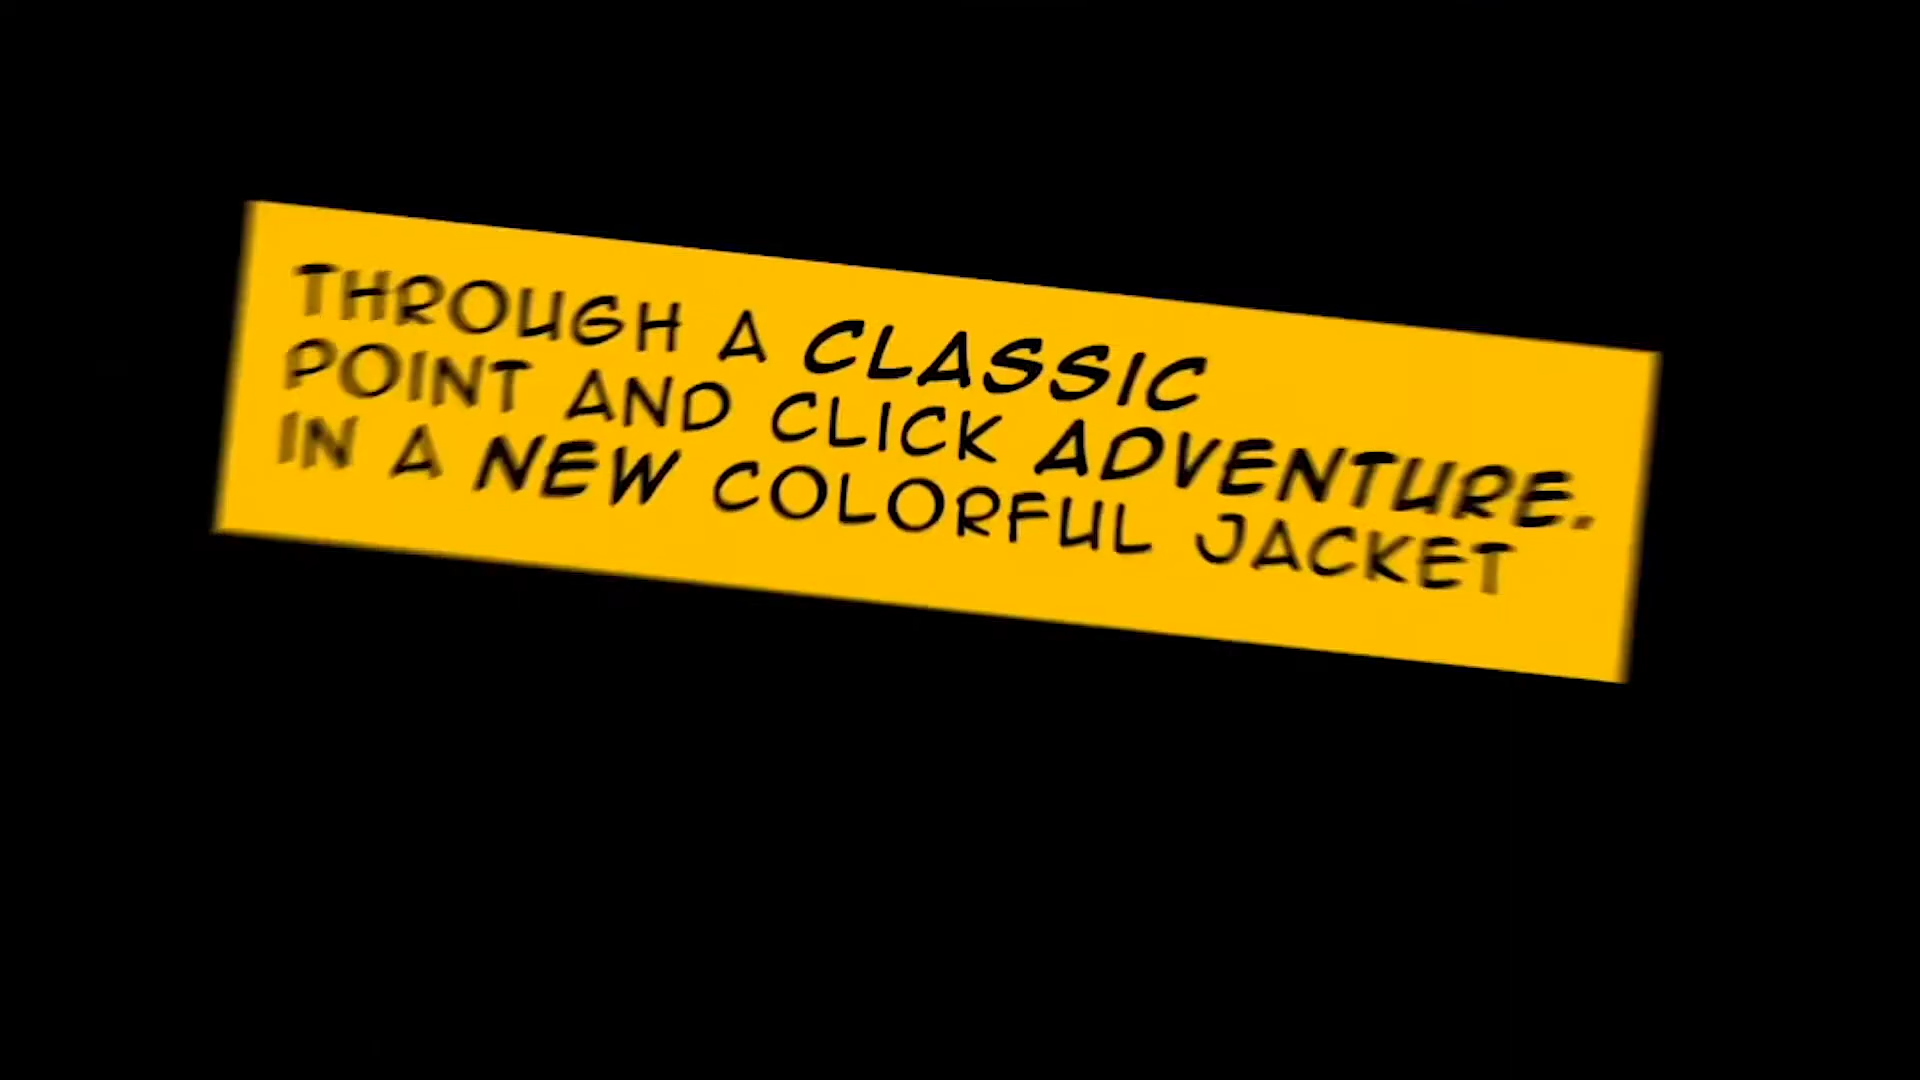 THROUGH A CLASSIC
POINT AND CLICK ADVENTURE.
IN A NEW COLORFUL JACKET